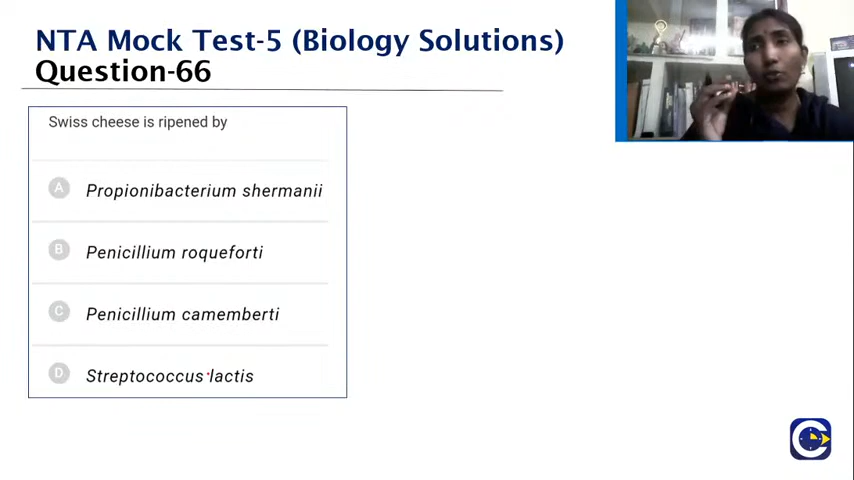 NTA Mock Test-5 (Biology Solutions)
Question-66
Swiss cheese is ripened by
A Propionibacterium shermanii
B Penicillium roqueforti
C Penicillium camemberti
D Streptococcus lactis